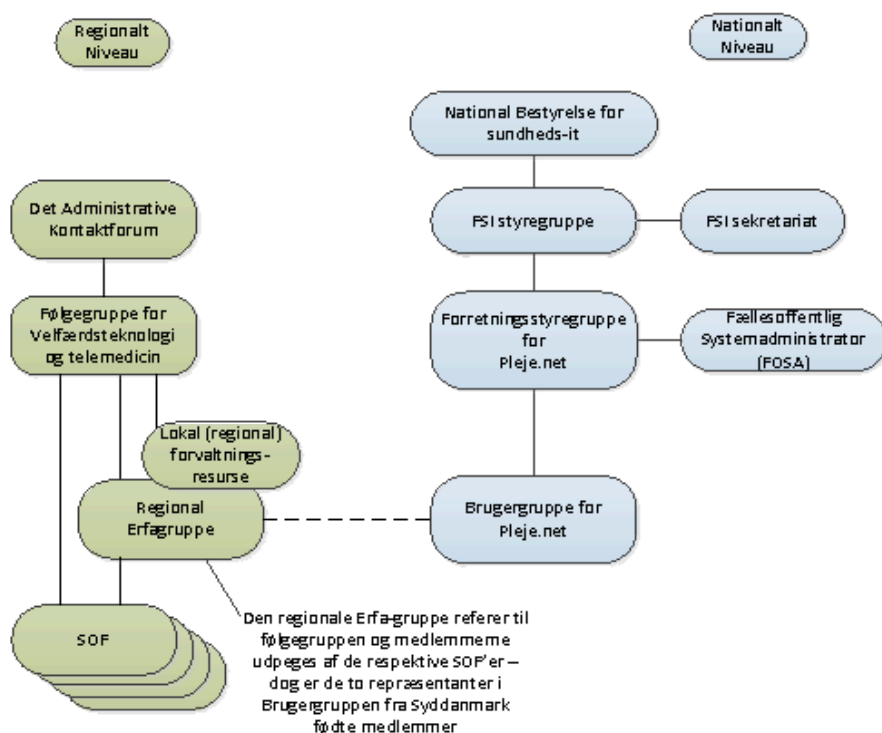 Regionalt
Niveau
Nationalt
Niveau
National Bestyrelse for
sundheds-it
Det Administrative
Kontaktforum
FSI styregruppe
FSI sekretariat
Følgegruppe for
Velfærdsteknologi
og telemedicin
Forretningsstyregruppe
for
Pleje.net
Fællesoffentlig
Systemadministrator
(FOSA)
Lokal (regional)
forvaltnings-
resurse
Regional
Erfagruppe
Brugergruppe for
Pleje.net
SOF
Den regionale Erfa-gruppe referer til
følgegruppen og medlemmerne
udpeges af de respektive SOF'er –
dog er de to repræsentanter i
Brugergruppen fra Syddanmark
fødte medlemmer